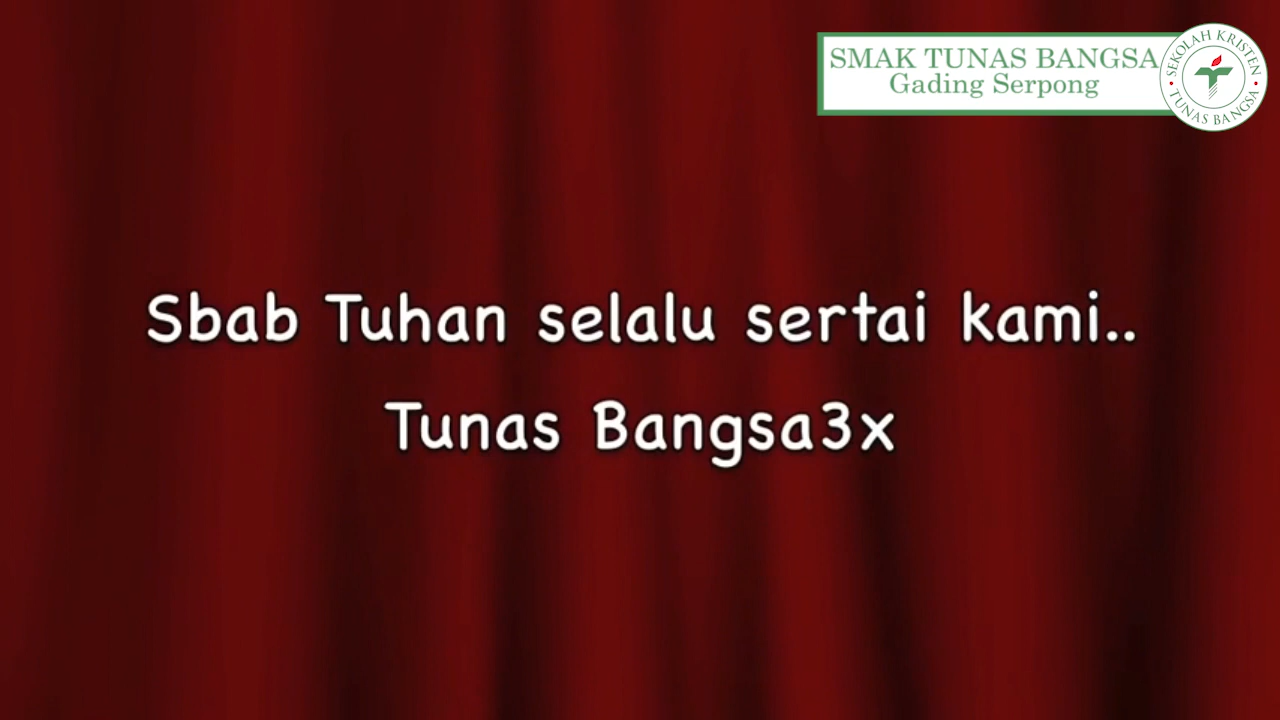 SMAK TUNAS BANGSA
Gading Serpong
SEKOLAH KRISTEN
TUNAS BANGSA
Sbab Tuhan selalu sertai kami..
Tunas Bangsa3x